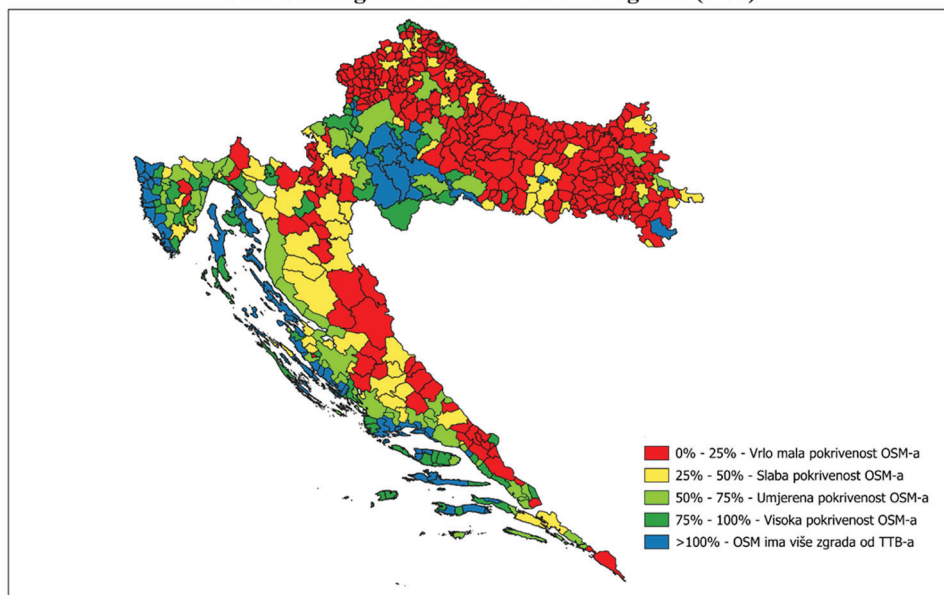 0% - 25% - Vrlo mala pokrivenost OSM-a
25% - 50% - Slaba pokrivenost OSM-a
50% - 75% - Umjerena pokrivenost OSM-a
75% - 100% - Visoka pokrivenost OSM-a
>100% - OSM ima više zgrada od TTB-a